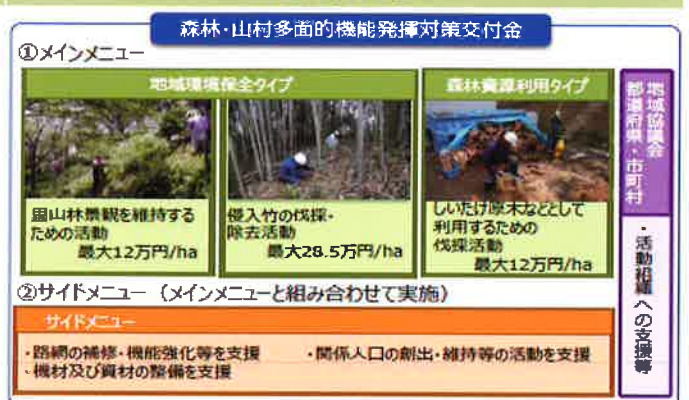 森林・山村多面的機能発揮対策交付金
①メインメニュー
地域環境保全タイプ
里山林景観を維持する
ための活動
最大12万円/ha
侵入竹の伐採・
除去活動
最大28.5万円/ha
森林資源利用タイプ
しいたけ原木などとして
利用するための
伐採活動
最大12万円/ha
②サイドメニュー（メインメニューと組み合わせて実施）
サイドメニュー
・路網の補修・機能強化等を支援
・関係人口の創出・維持等の活動を支援
・機材及び資材の整備を支援
地域協議会
都道府県・市町村
・活動組織への支援等